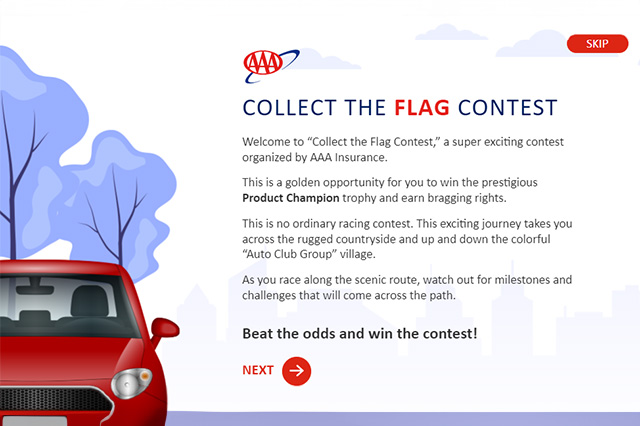 SKIP
AAA
COLLECT THE FLAG CONTEST
Welcome to “Collect the Flag Contest,” a super exciting contest
organized by AAA Insurance.
This is a golden opportunity for you to win the prestigious
Product Champion trophy and earn bragging rights.
This is no ordinary racing contest. This exciting journey takes you
across the rugged countryside and up and down the colorful
“Auto Club Group” village.
As you race along the scenic route, watch out for milestones and
challenges that will come across the path.
Beat the odds and win the contest!
NEXT